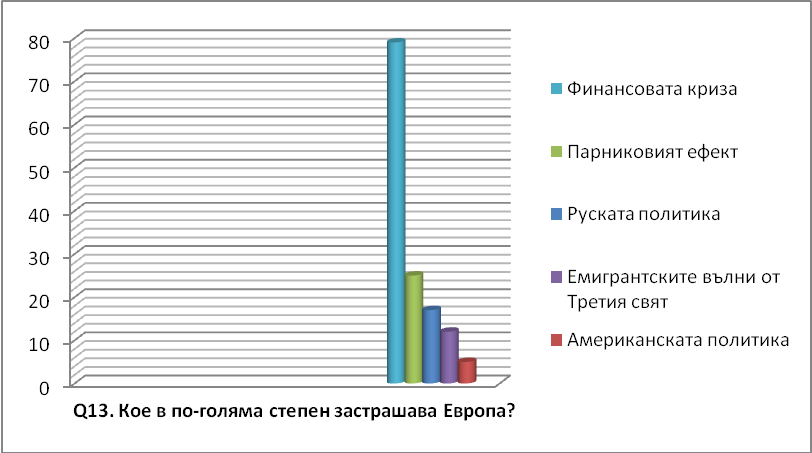 80
70
60
50
40
30
20
10
0
Финансовата криза
Парниковият ефект
Руската политика
Емигрантските вълни от
Третия свят
Американската политика
Q13. Кое в по-голяма степен застрашава Европа?